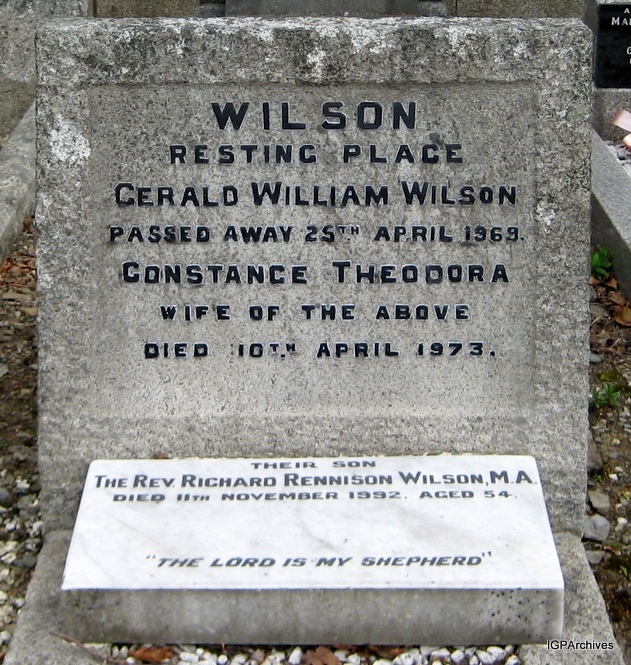 WILSON
RESTING PLACE
GERALD WILLIAM WILSON
PASSED AWAY 25TH APRIL 1969.
CONSTANCE THEODORA
WIFE OF THE ABOVE
DIED 10TH APRIL 1973.
THEIR SON
THE REV. RICHARD RENNISON WILSON, M.A.
DIED 11TH NOVEMBER 1992. AGED 54.
"THE LORD IS MY SHEPHERD"
IGPArchives